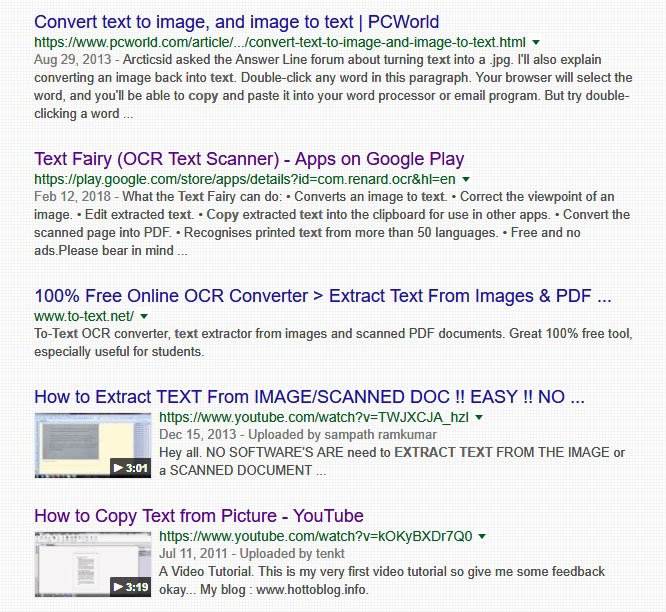 Convert text to image, and image to text | PCWorld
https://www.pcworld.com/article/.../convert-text-to-image-and-image-to-text.html
Aug 29, 2013 - Arcticsid asked the Answer Line forum about turning text into a .jpg. I'll also explain
converting an image back into text. Double-click any word in this paragraph. Your browser will select the
word, and you'll be able to copy and paste it into your word processor or email program. But try double-
clicking a word ...
Text Fairy (OCR Text Scanner) - Apps on Google Play
https://play.google.com/store/apps/details?id=com.renard.ocr&hl=en
Feb 12, 2018 - What the Text Fairy can do: • Converts an image to text. • Correct the viewpoint of an
image. • Edit extracted text. • Copy extracted text into the clipboard for use in other apps. • Convert the
scanned page into PDF. • Recognises printed text from more than 50 languages. • Free and no
ads.Please bear in mind ...
100% Free Online OCR Converter > Extract Text From Images & PDF ...
www.to-text.net/
To-Text OCR converter, text extractor from images and scanned PDF documents. Great 100% free tool,
especially useful for students.
How to Extract TEXT From IMAGE/SCANNED DOC !! EASY !! NO ...
https://www.youtube.com/watch?v=TWJXCJA_hzI
Dec 15, 2013 - Uploaded by sampath ramkumar
Hey all. NO SOFTWARE'S ARE need to EXTRACT TEXT FROM THE IMAGE or
a SCANNED DOCUMENT ...
3:01
How to Copy Text from Picture - YouTube
https://www.youtube.com/watch?v=kOKyBXDr7Q0
Jul 11, 2011 - Uploaded by tenkt
A Video Tutorial. This is my very first video tutorial so give me some feedback
okay... My blog : www.hottoblog.info.
3:19